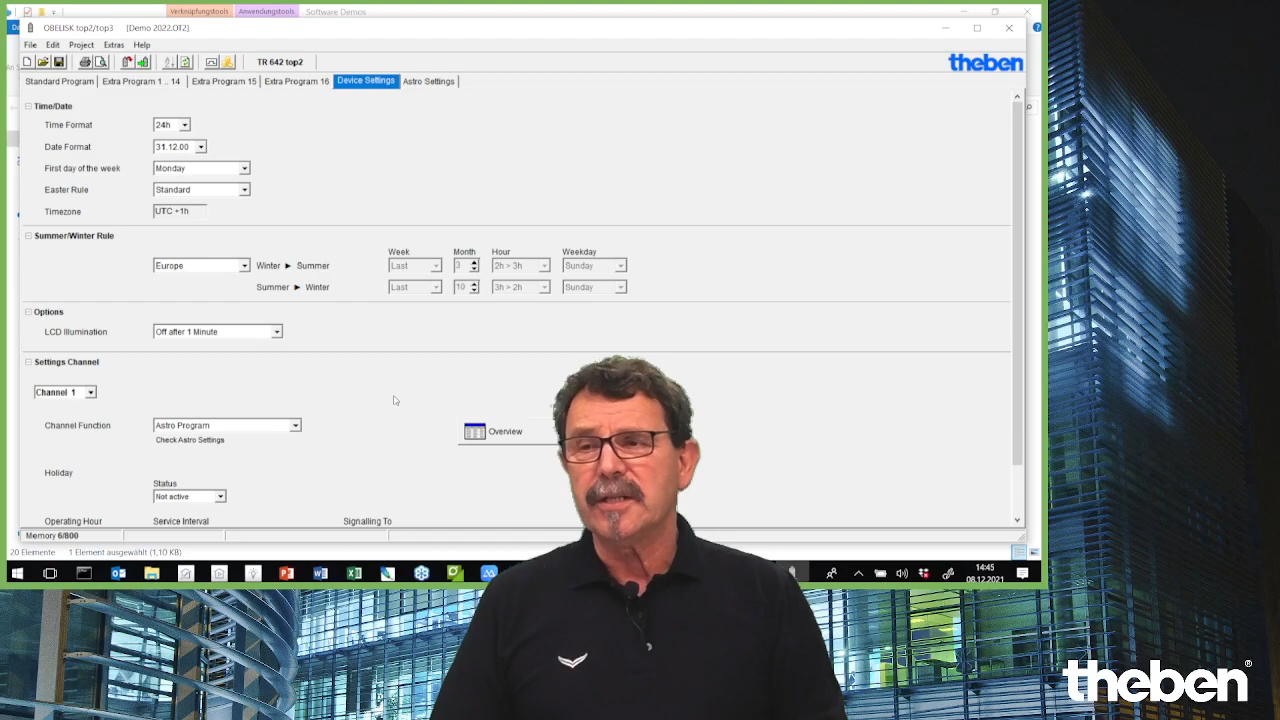 Verknüpfungstools Anwendungstools Software Demos
OBELISK top2/top3 [Demo 2022.OT2]
File Edit Project Extras Help
TR 642 top2
theben
Standard Program Extra Program 1 .. 14 Extra Program 15 Extra Program 16 Device Settings Astro Settings
Time/Date
Time Format 24h
Date Format 31.12.00
First day of the week Monday
Easter Rule Standard
Timezone UTC +1h
Summer/Winter Rule
Week Month Hour Weekday
Europe Winter ► Summer Last 3 2h > 3h Sunday
Summer ► Winter Last 10 3h > 2h Sunday
Options
LCD Illumination Off after 1 Minute
Settings Channel
Channel 1
Channel Function Astro Program Overview
Check Astro Settings
Holiday
Status
Not active
Operating Hour Service Interval Signalling To
Memory 6/800
20 Elemente 1 Element ausgewählt (1,10 KB)
14:45
08.12.2021
theben®